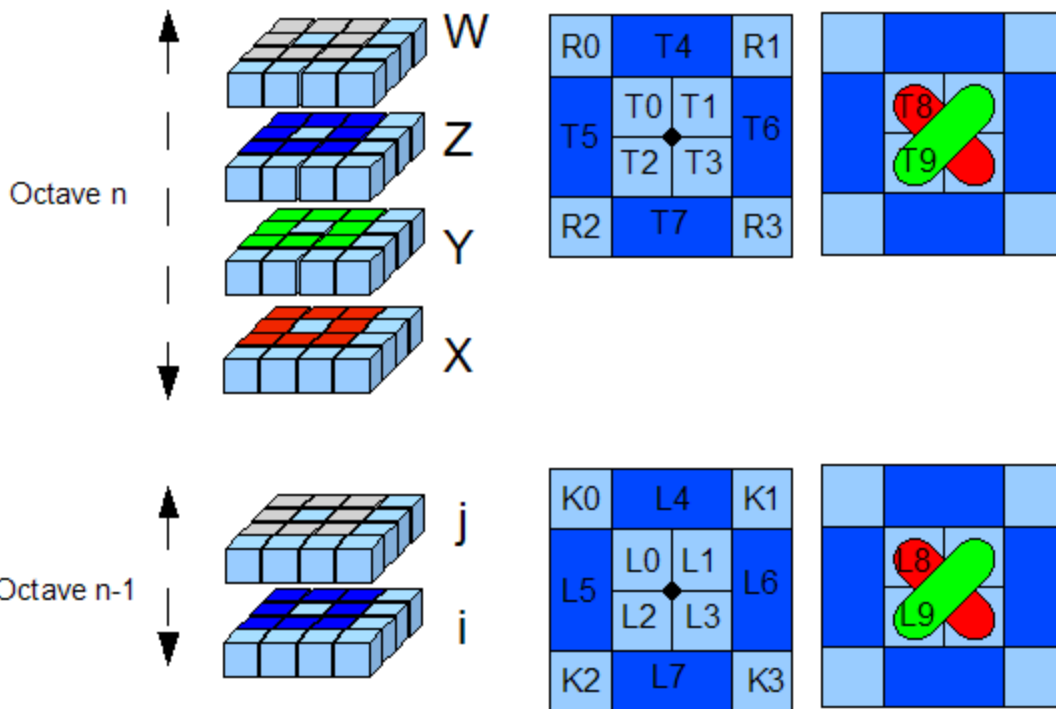 W
R0 T4 R1
T0 T1
T5 T6
T2 T3
R2 T7 R3
T8
T9
Z
Octave n
Y
X
K0 L4 K1
L0 L1
L5 L6
L2 L3
K2 L7 K3
L8
L9
j
Octave n-1
i